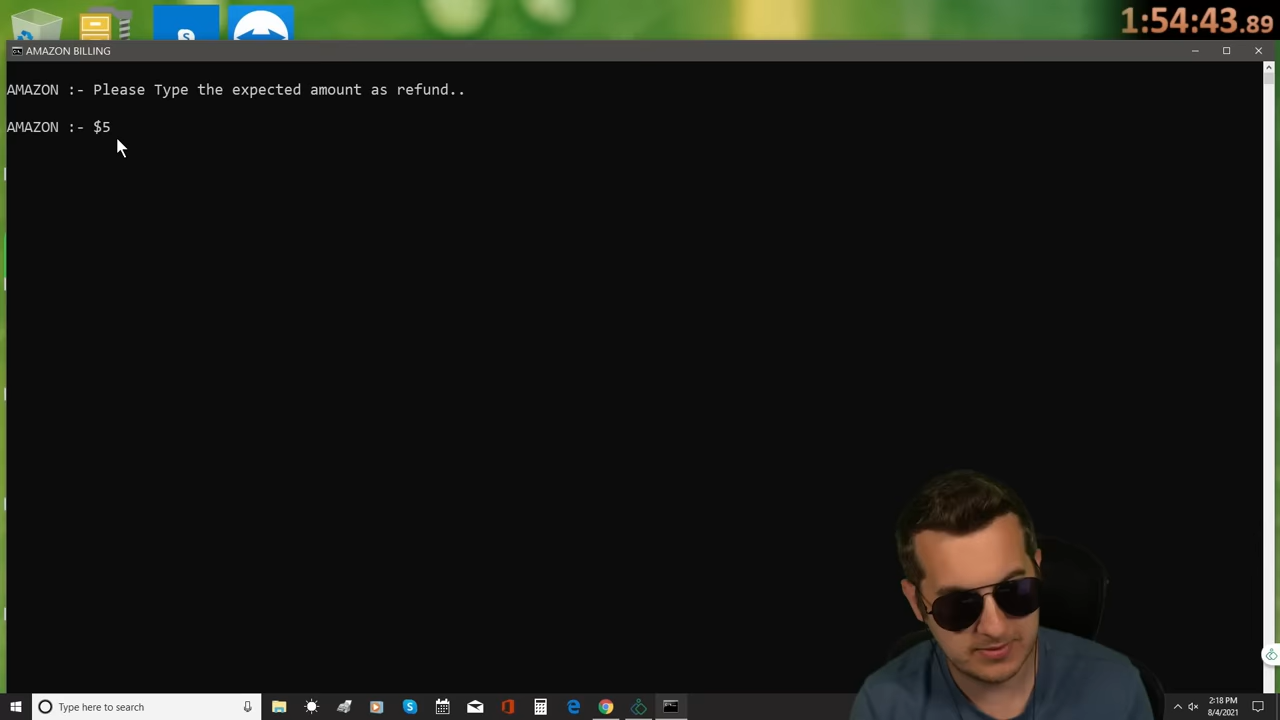 1:54:43.89
AMAZON BILLING
AMAZON :- Please Type the expected amount as refund..
AMAZON :- $5
Type here to search
2:18 PM
8/4/2021